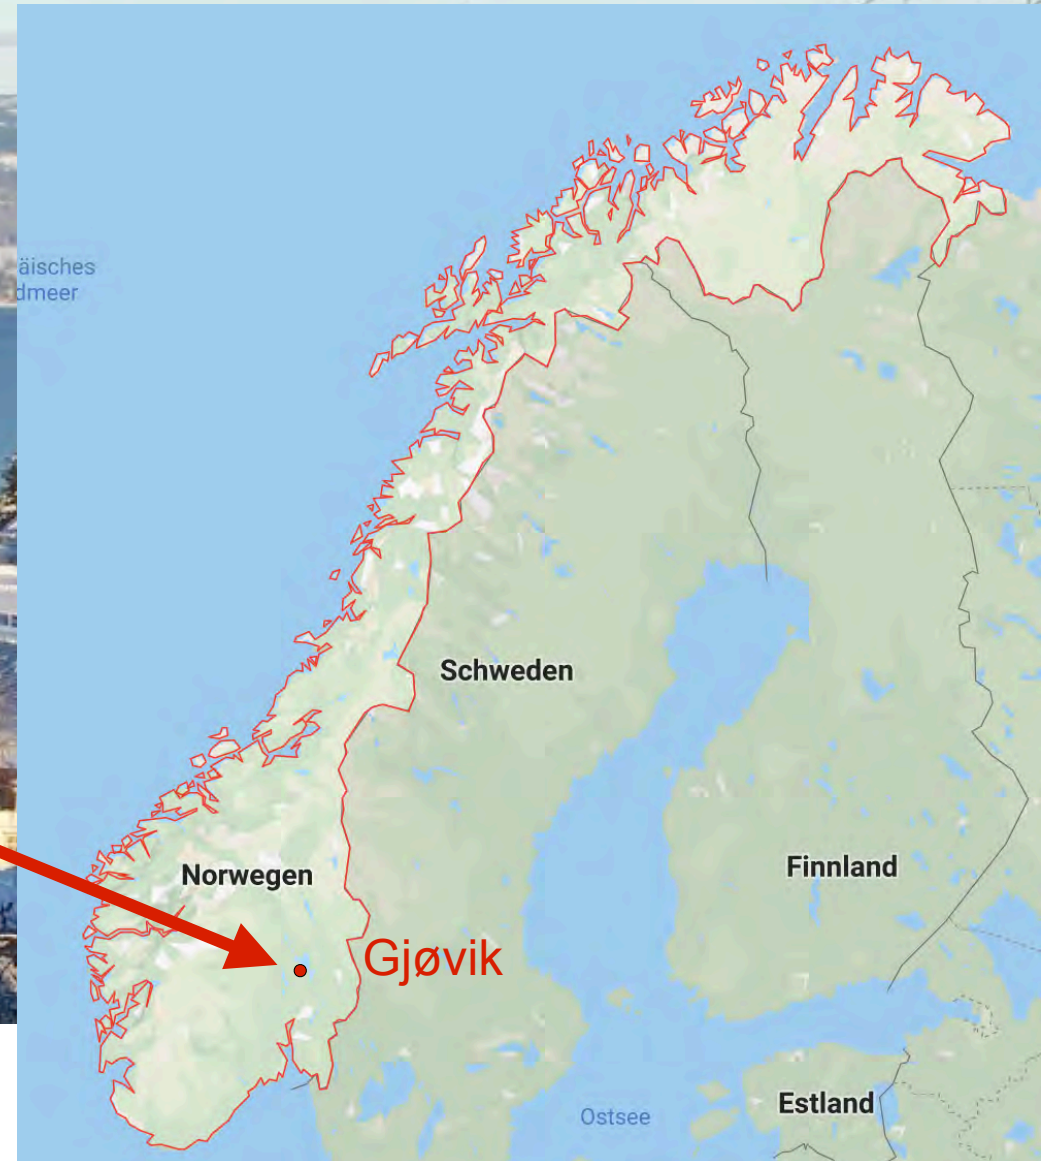 äisches
dmeer
Schweden
Norwegen
Finnland
Gjøvik
Estland
Ostsee